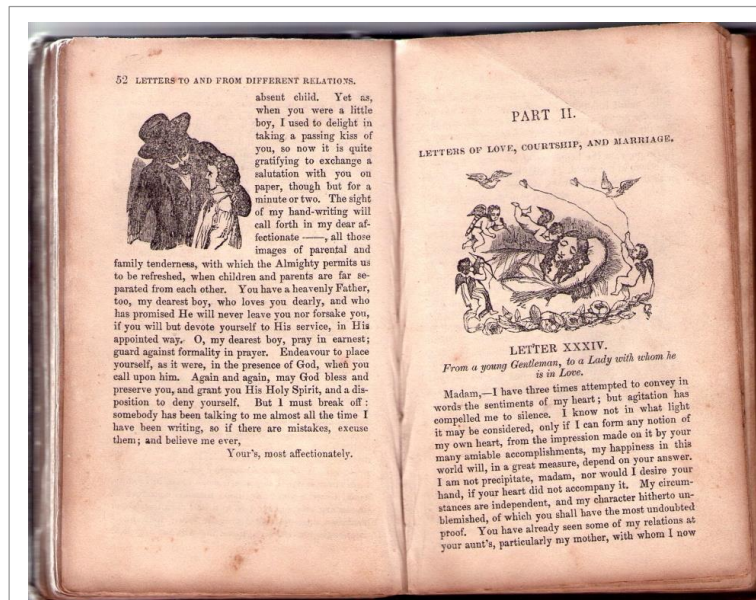 52 LETTERS TO AND FROM DIFFERENT RELATIONS.
absent child. Yet as,
when you were a little
boy, I used to delight in
taking a passing kiss of
you, so now it is quite
gratifying to exchange a
salutation with you on
paper, though but for a
minute or two. The sight
of my hand-writing will
call forth in my dear af-
fectionate ——, all those
images of parental and
family tenderness, with which the Almighty permits us
to be refreshed, when children and parents are far se-
parated from each other. You have a heavenly Father,
too, my dearest boy, who loves you dearly, and who
has promised He will never leave you nor forsake you,
if you will but devote yourself to His service, in His
appointed way. O, my dearest boy, pray in earnest;
guard against formality in prayer. Endeavour to place
yourself, as it were, in the presence of God, when you
call upon him. Again and again, may God bless and
preserve you, and grant you His Holy Spirit, and a dis-
position to deny yourself. But I must break off:
somebody has been talking to me almost all the time I
have been writing, so if there are mistakes, excuse
them; and believe me ever,
Your's, most affectionately.
PART II.
LETTERS OF LOVE, COURTSHIP, AND MARRIAGE.
LETTER XXXIV.
From a young Gentleman, to a Lady with whom he
is in Love.
Madam,—I have three times attempted to convey in
words the sentiments of my heart; but agitation has
compelled me to silence. I know not in what light
it may be considered, only if I can form any notion of
my own heart, from the impression made on it by your
many amiable accomplishments, my happiness in this
world will, in a great measure, depend on your answer.
I am not precipitate, madam, nor would I desire your
hand, if your heart did not accompany it. My circum-
stances are independent, and my character hitherto un-
blemished, of which you shall have the most undoubted
proof. You have already seen some of my relations at
your aunt's, particularly my mother, with whom I now